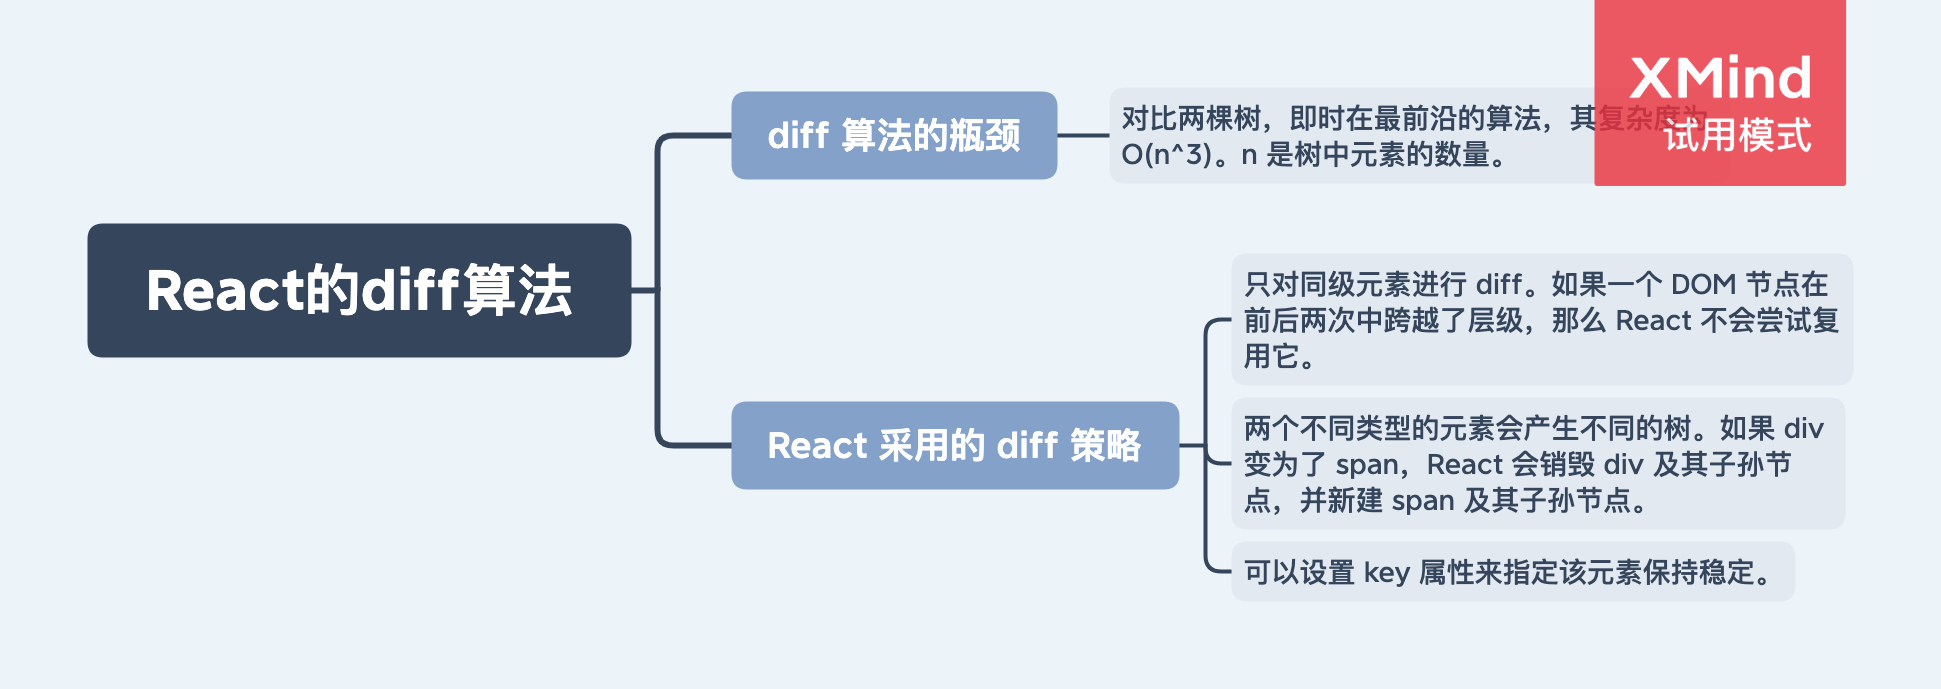 XMind
试用模式
diff 算法的瓶颈
对比两棵树，即时在最前沿的算法，其复杂度为
O(n^3)。n 是树中元素的数量。
React的diff算法
只对同级元素进行 diff。如果一个 DOM 节点在
前后两次中跨越了层级，那么 React 不会尝试复
用它。
React 采用的 diff 策略
两个不同类型的元素会产生不同的树。如果 div
变为了 span，React 会销毁 div 及其子孙节
点，并新建 span 及其子孙节点。
可以设置 key 属性来指定该元素保持稳定。